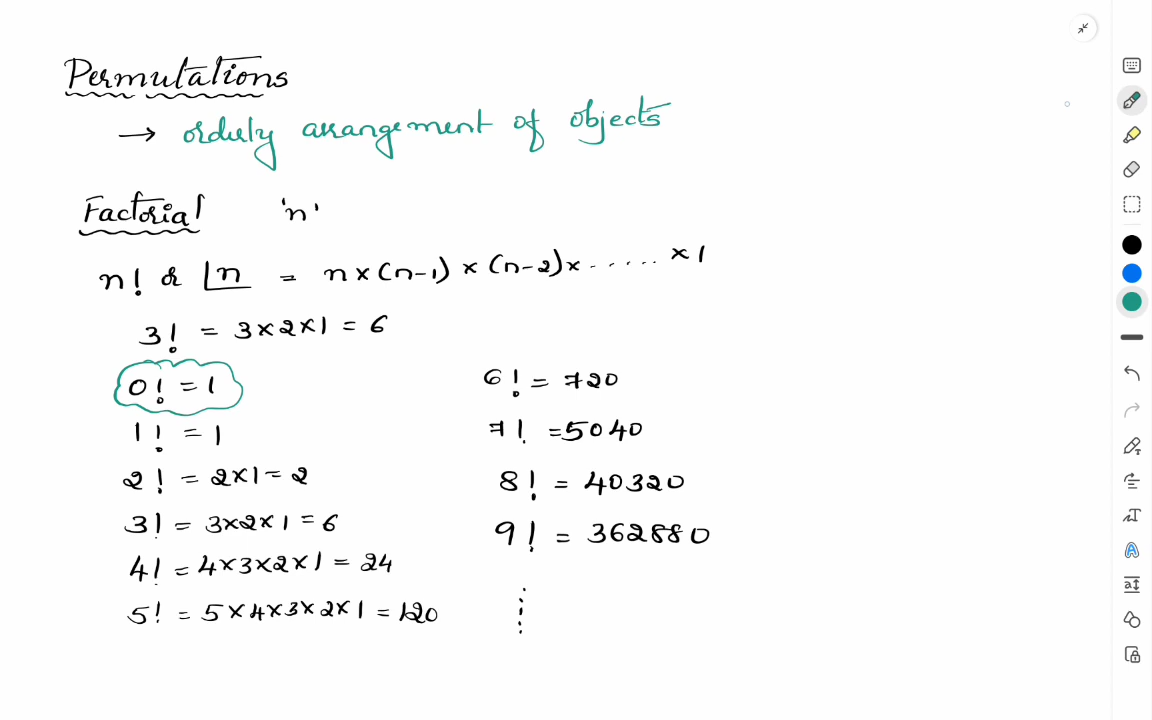 Permutations
→ orderly arrangement of objects
Factorial 'n'
n! or |n = n × (n-1) × (n-2) × ...... × 1
3! = 3×2×1 = 6
0! = 1
1! = 1
2! = 2×1 = 2
3! = 3×2×1 = 6
4! = 4×3×2×1 = 24
5! = 5×4×3×2×1 = 120
6! = 720
7! = 5040
8! = 40320
9! = 362880